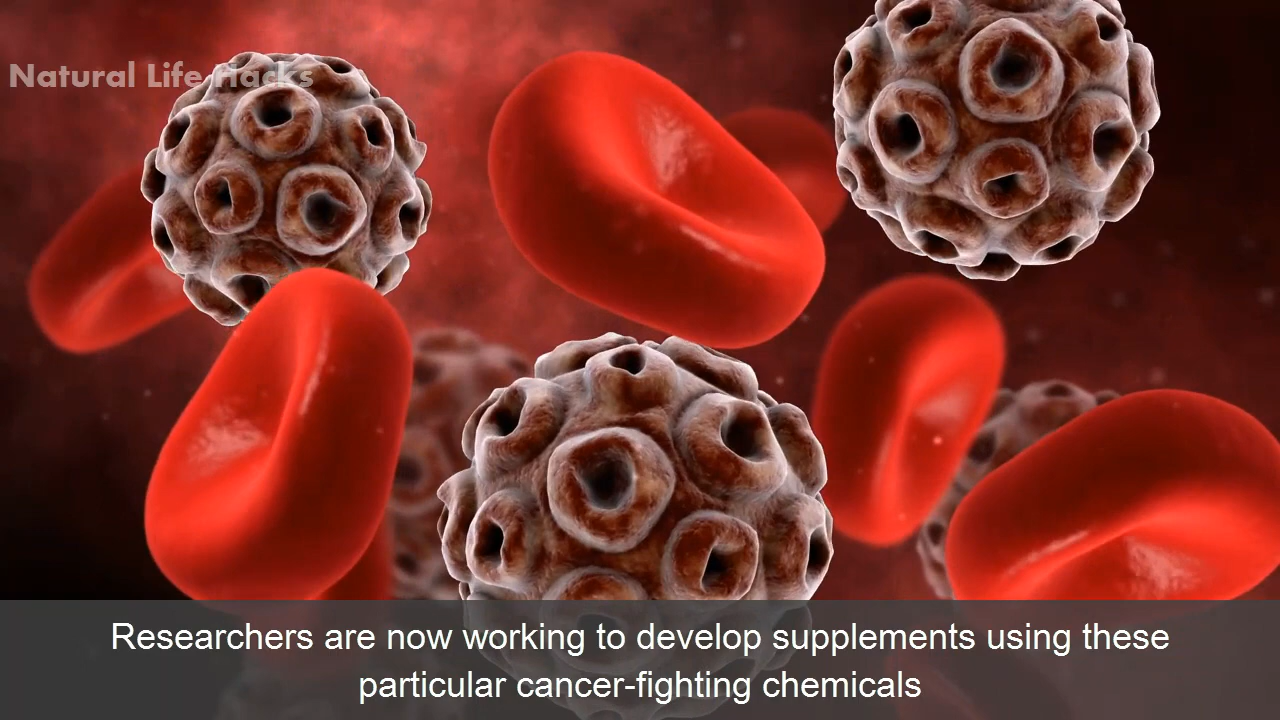 Natural Life Hacks
Researchers are now working to develop supplements using these
particular cancer-fighting chemicals